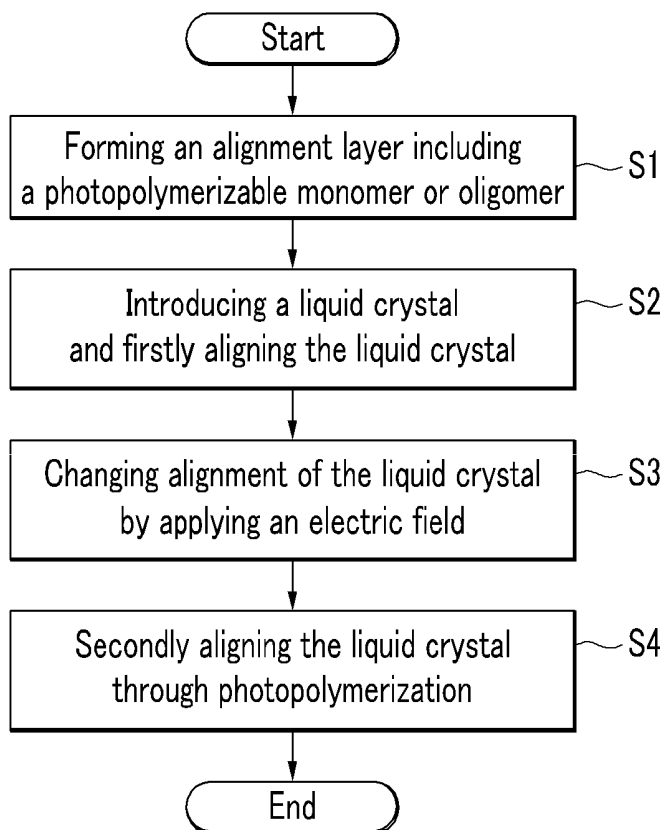 Start
Forming an alignment layer including
a photopolymerizable monomer or oligomer
S1
Introducing a liquid crystal
and firstly aligning the liquid crystal
S2
Changing alignment of the liquid crystal
by applying an electric field
S3
Secondly aligning the liquid crystal
through photopolymerization
S4
End